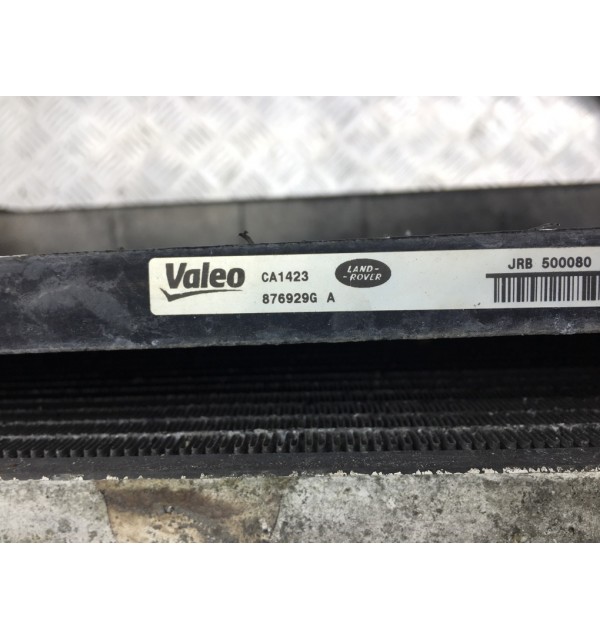 Valeo CA1423 LAND-
-ROVER JRB 500080
876929G A